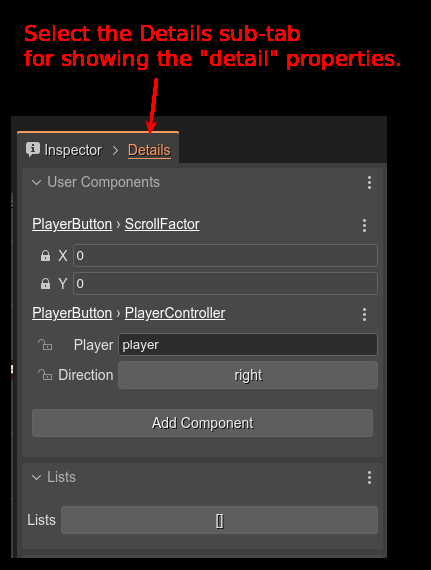 Select the Details sub-tab
for showing the "detail" properties.
Inspector > Details
User Components
PlayerButton › ScrollFactor
X 0
Y 0
PlayerButton › PlayerController
Player player
Direction right
Add Component
Lists
Lists []